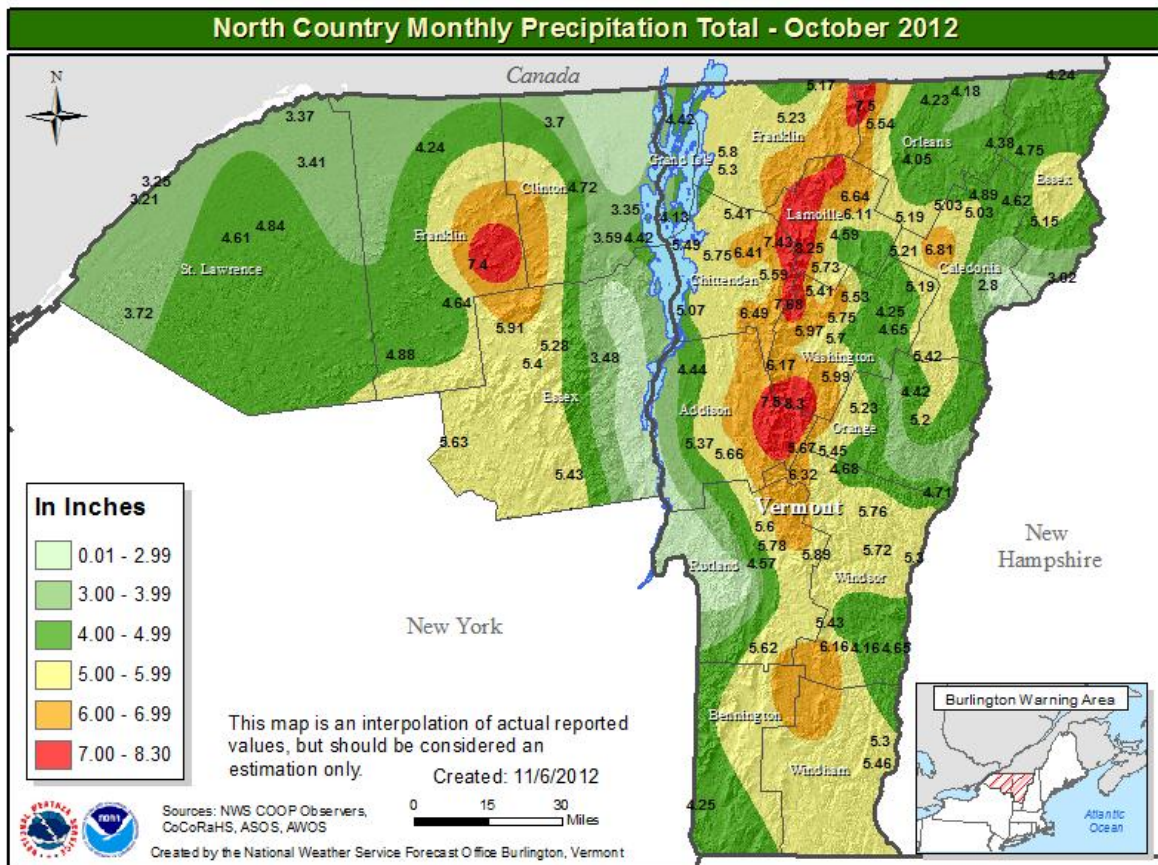 North Country Monthly Precipitation Total - October 2012
N
Canada
4.24
5.17
4.18
4.23
7.5
3.37
3.7
4.42
5.23
Franklin
5.54
Orleans
4.24
3.41
5.8
4.38
4.75
Grand Isle
5.3
4.05
Essex
3.25
3.21
Clinton
4.72
6.64
4.89
4.62
3.35
4.13
5.41
Lamoille
6.11
5.19
5.03
5.03
5.15
4.84
4.61
Franklin
3.59
4.42
5.49
7.43
8.25
4.59
5.75
6.41
5.21
6.81
St. Lawrence
7.4
Chittenden
5.59
5.73
Caledonia
3.02
5.41
5.19
2.8
4.64
5.53
3.72
5.07
7.68
6.49
5.75
4.25
5.91
5.97
5.7
4.65
5.28
5.4
3.48
Washington
5.42
4.88
4.44
6.17
5.99
4.42
Essex
Addison
7.5
8.3
5.23
5.2
Orange
5.63
5.37
5.66
5.67
5.45
5.43
6.32
4.68
4.71
In Inches
0.01 - 2.99
3.00 - 3.99
4.00 - 4.99
5.00 - 5.99
6.00 - 6.99
7.00 - 8.30
Vermont
5.76
5.6
5.78
5.89
5.72
5.3
Rutland
4.57
Windsor
New
Hampshire
New York
5.43
5.62
6.16
4.16
4.65
Bennington
5.3
5.46
Windham
4.25
This map is an interpolation of actual reported
values, but should be considered an
estimation only.
Created: 11/6/2012
Sources: NWS COOP Observers,
CoCoRaHS, ASOS, AWOS
0 15 30
Miles
Created by the National Weather Service Forecast Office Burlington, Vermont
NATIONAL WEATHER SERVICE
noaa
Burlington Warning Area
Atlantic
Ocean